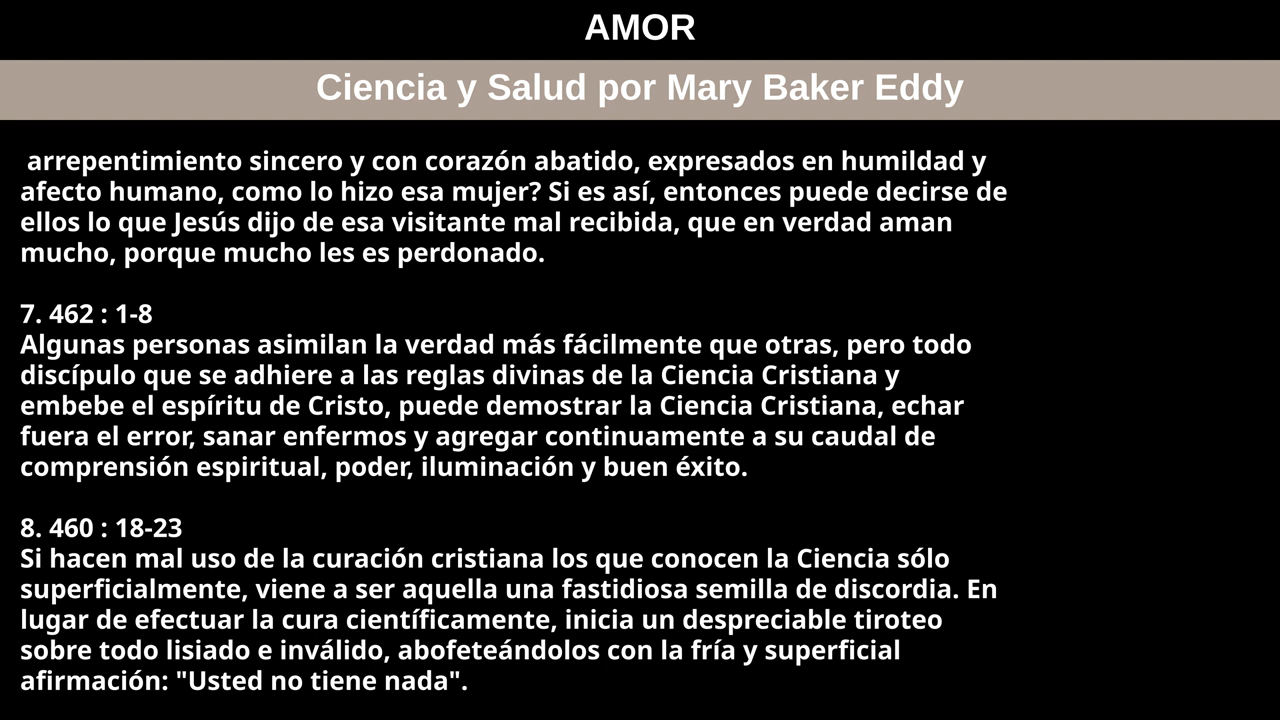 AMOR
Ciencia y Salud por Mary Baker Eddy
arrepentimiento sincero y con corazón abatido, expresados en humildad y
afecto humano, como lo hizo esa mujer? Si es así, entonces puede decirse de
ellos lo que Jesús dijo de esa visitante mal recibida, que en verdad aman
mucho, porque mucho les es perdonado.
7. 462 : 1-8
Algunas personas asimilan la verdad más fácilmente que otras, pero todo
discípulo que se adhiere a las reglas divinas de la Ciencia Cristiana y
embebe el espíritu de Cristo, puede demostrar la Ciencia Cristiana, echar
fuera el error, sanar enfermos y agregar continuamente a su caudal de
comprensión espiritual, poder, iluminación y buen éxito.
8. 460 : 18-23
Si hacen mal uso de la curación cristiana los que conocen la Ciencia sólo
superficialmente, viene a ser aquella una fastidiosa semilla de discordia. En
lugar de efectuar la cura científicamente, inicia un despreciable tiroteo
sobre todo lisiado e inválido, abofeteándolos con la fría y superficial
afirmación: "Usted no tiene nada".